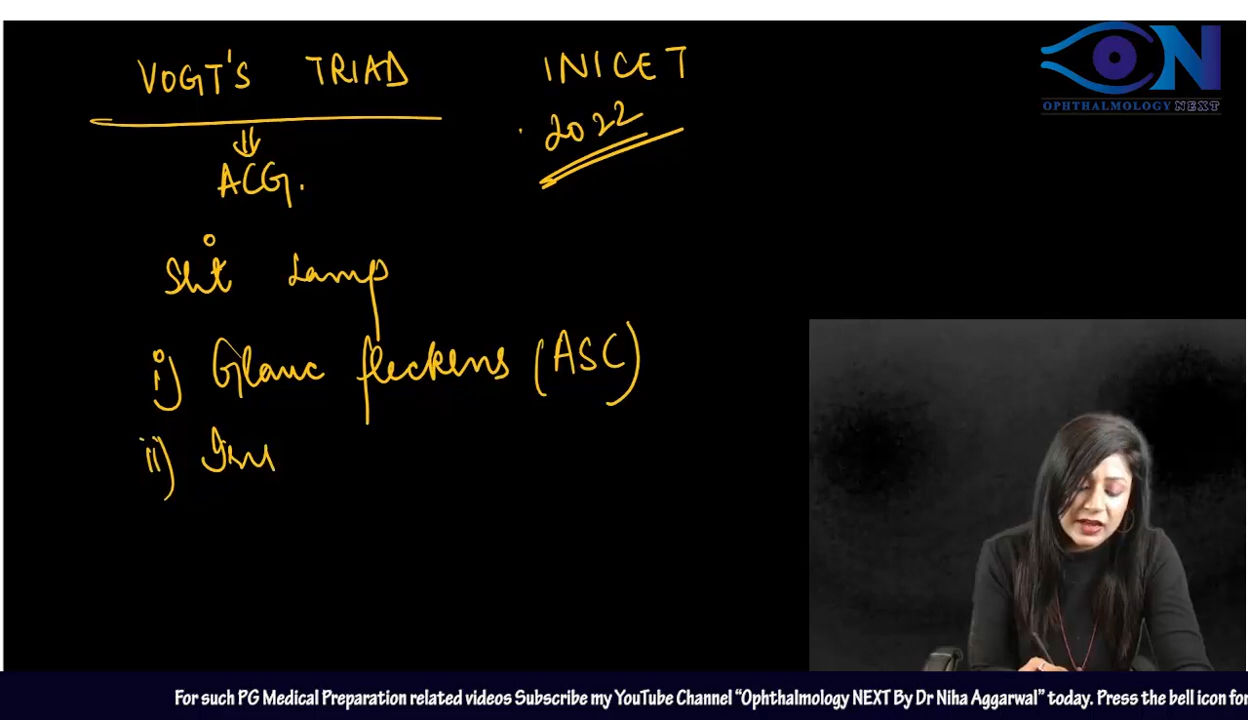 VOGT'S TRIAD INICET
2022
ACG.
Slit Lamp
i) Glauc fleckens (ASC)
ii)
ON
OPHTHALMOLOGY NEXT
For such PG Medical Preparation related videos Subscribe my YouTube Channel "Ophthalmology NEXT By Dr Niha Aggarwal" today. Press the bell icon for